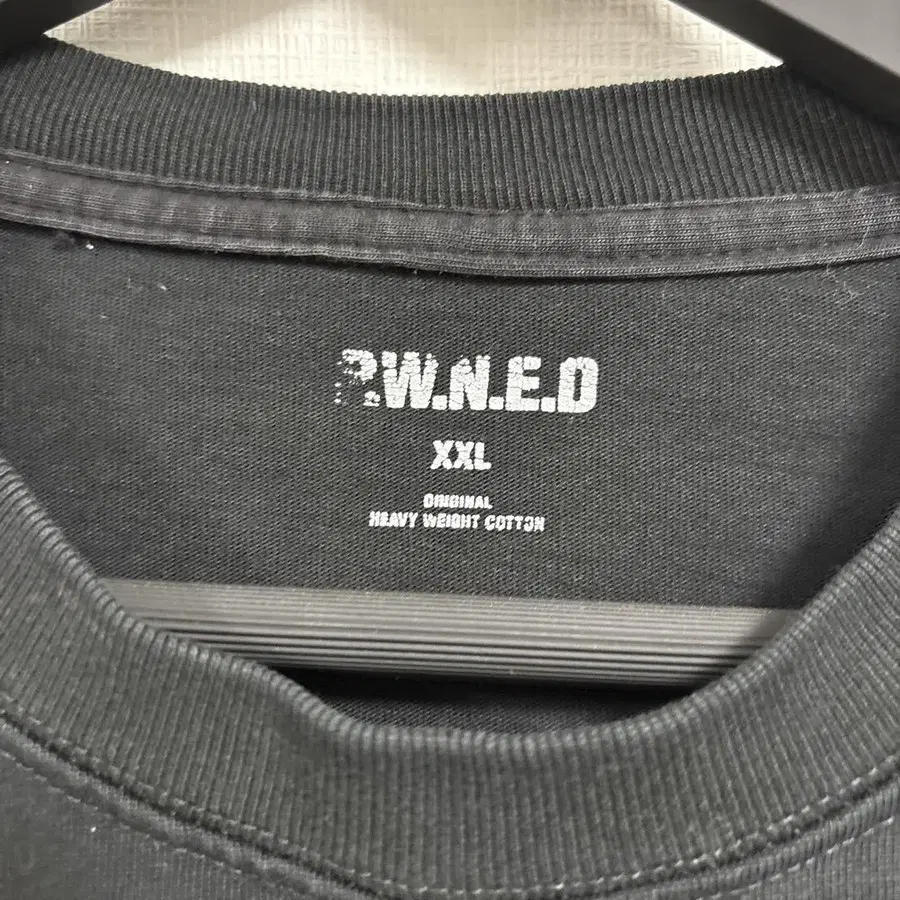 P.W.N.E.D
XXL
ORIGINAL
HEAVY WEIGHT COTTON